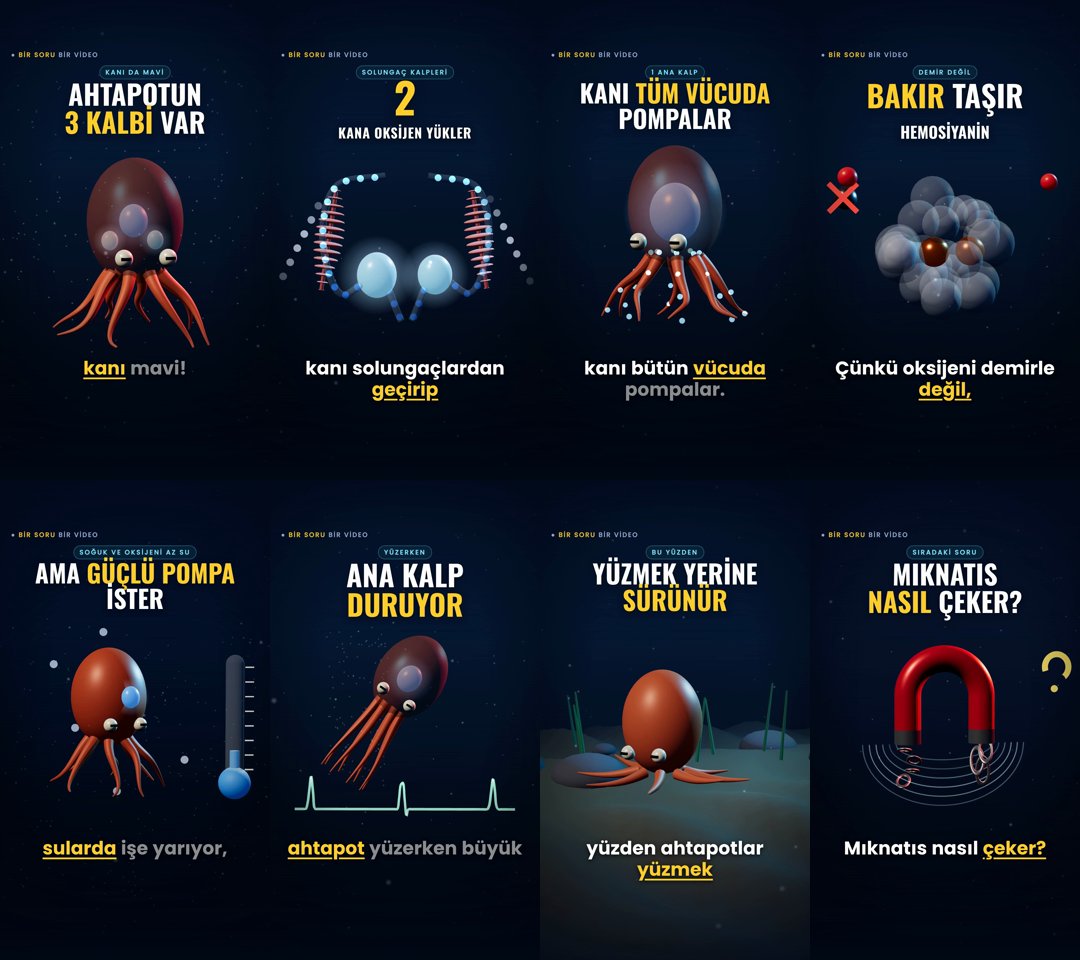 • BİR SORU BİR VİDEO
KANI DA MAVİ
AHTAPOTUN
3 KALBİ VAR
kanı mavi!
• BİR SORU BİR VİDEO
SOLUNGAÇ KALPLERİ
2
KANA OKSİJEN YÜKLER
kanı solungaçlardan
geçirip
• BİR SORU BİR VİDEO
1 ANA KALP
KANI TÜM VÜCUDA
POMPALAR
kanı bütün vücuda
pompalar.
• BİR SORU BİR VİDEO
DEMİR DEĞİL
BAKIR TAŞIR
HEMOSİYANİN
Çünkü oksijeni demirle
değil,
• BİR SORU BİR VİDEO
SOĞUK VE OKSİJENİ AZ SU
AMA GÜÇLÜ POMPA
İSTER
sularda işe yarıyor,
• BİR SORU BİR VİDEO
YÜZERKEN
ANA KALP
DURUYOR
ahtapot yüzerken büyük
• BİR SORU BİR VİDEO
BU YÜZDEN
YÜZMEK YERİNE
SÜRÜNÜR
yüzden ahtapotlar
yüzmek
• BİR SORU BİR VİDEO
SIRADAKİ SORU
MIKNATIS
NASIL ÇEKER?
?
Mıknatıs nasıl çeker?